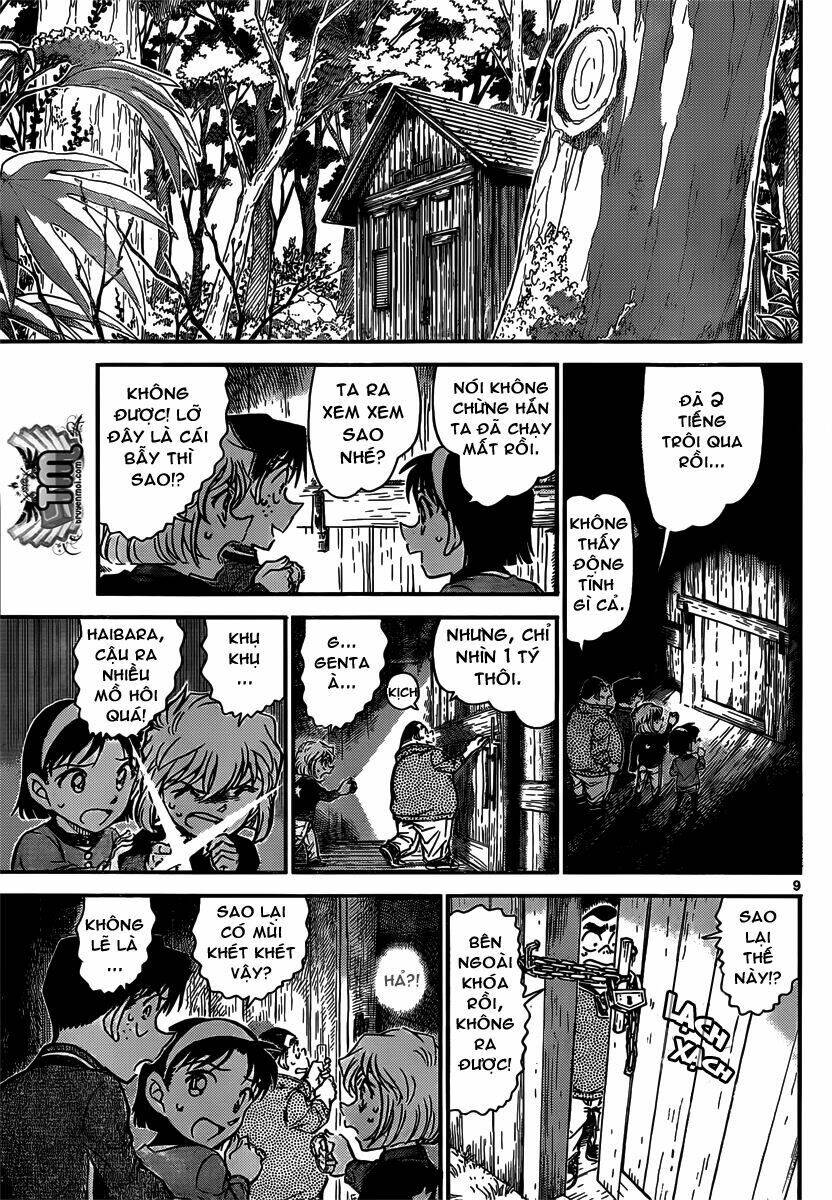 ĐÃ 2
TIẾNG
TRÔI QUA
RỒI...
KHÔNG
THẤY
ĐỘNG
TĨNH
GÌ CẢ.
NÓI KHÔNG
CHỪNG HẮN
TA ĐÃ CHẠY
MẤT RỒI.
TA RA
XEM XEM
SAO
NHÉ?
KHÔNG
ĐƯỢC! LỠ
ĐÂY LÀ CÁI
BẪY THÌ
SAO!?
TM
truyenmoi.com
NHƯNG, CHỈ
NHÌN 1 TÝ
THÔI.
KỊCH
G...
GENTA
À...
KHỤ
KHỤ
...
HAIBARA,
CẬU RA
NHIỀU
MỒ HÔI
QUÁ!
9
SAO
LẠI
THẾ
NÀY!?
LẠCH
XẠCH
BÊN
NGOÀI
KHÓA
RỒI,
KHÔNG
RA
ĐƯỢC!
HẢ?!
SAO LẠI
CÓ MÙI
KHÉT KHÉT
VẬY?
KHÔNG
LẼ LÀ
...